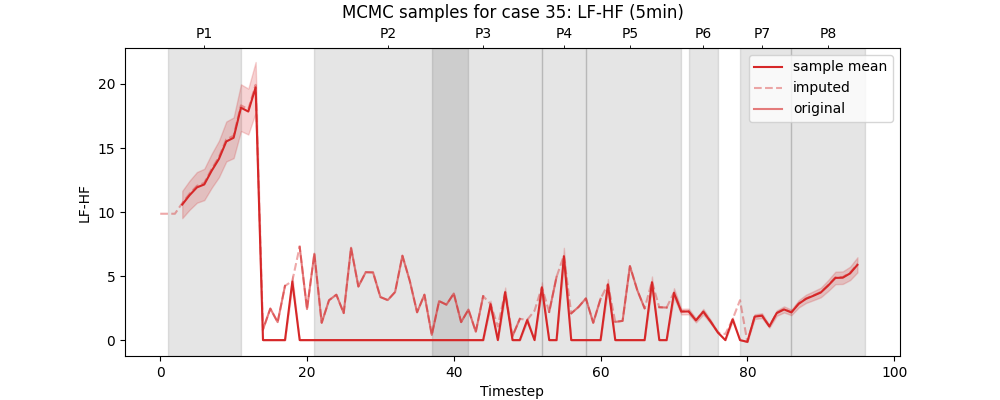 MCMC samples for case 35: LF-HF (5min)
P1 P2 P3 P4 P5 P6 P7 P8
sample mean
imputed
original
20
15
10
5
0
LF-HF
0 20 40 60 80 100
Timestep